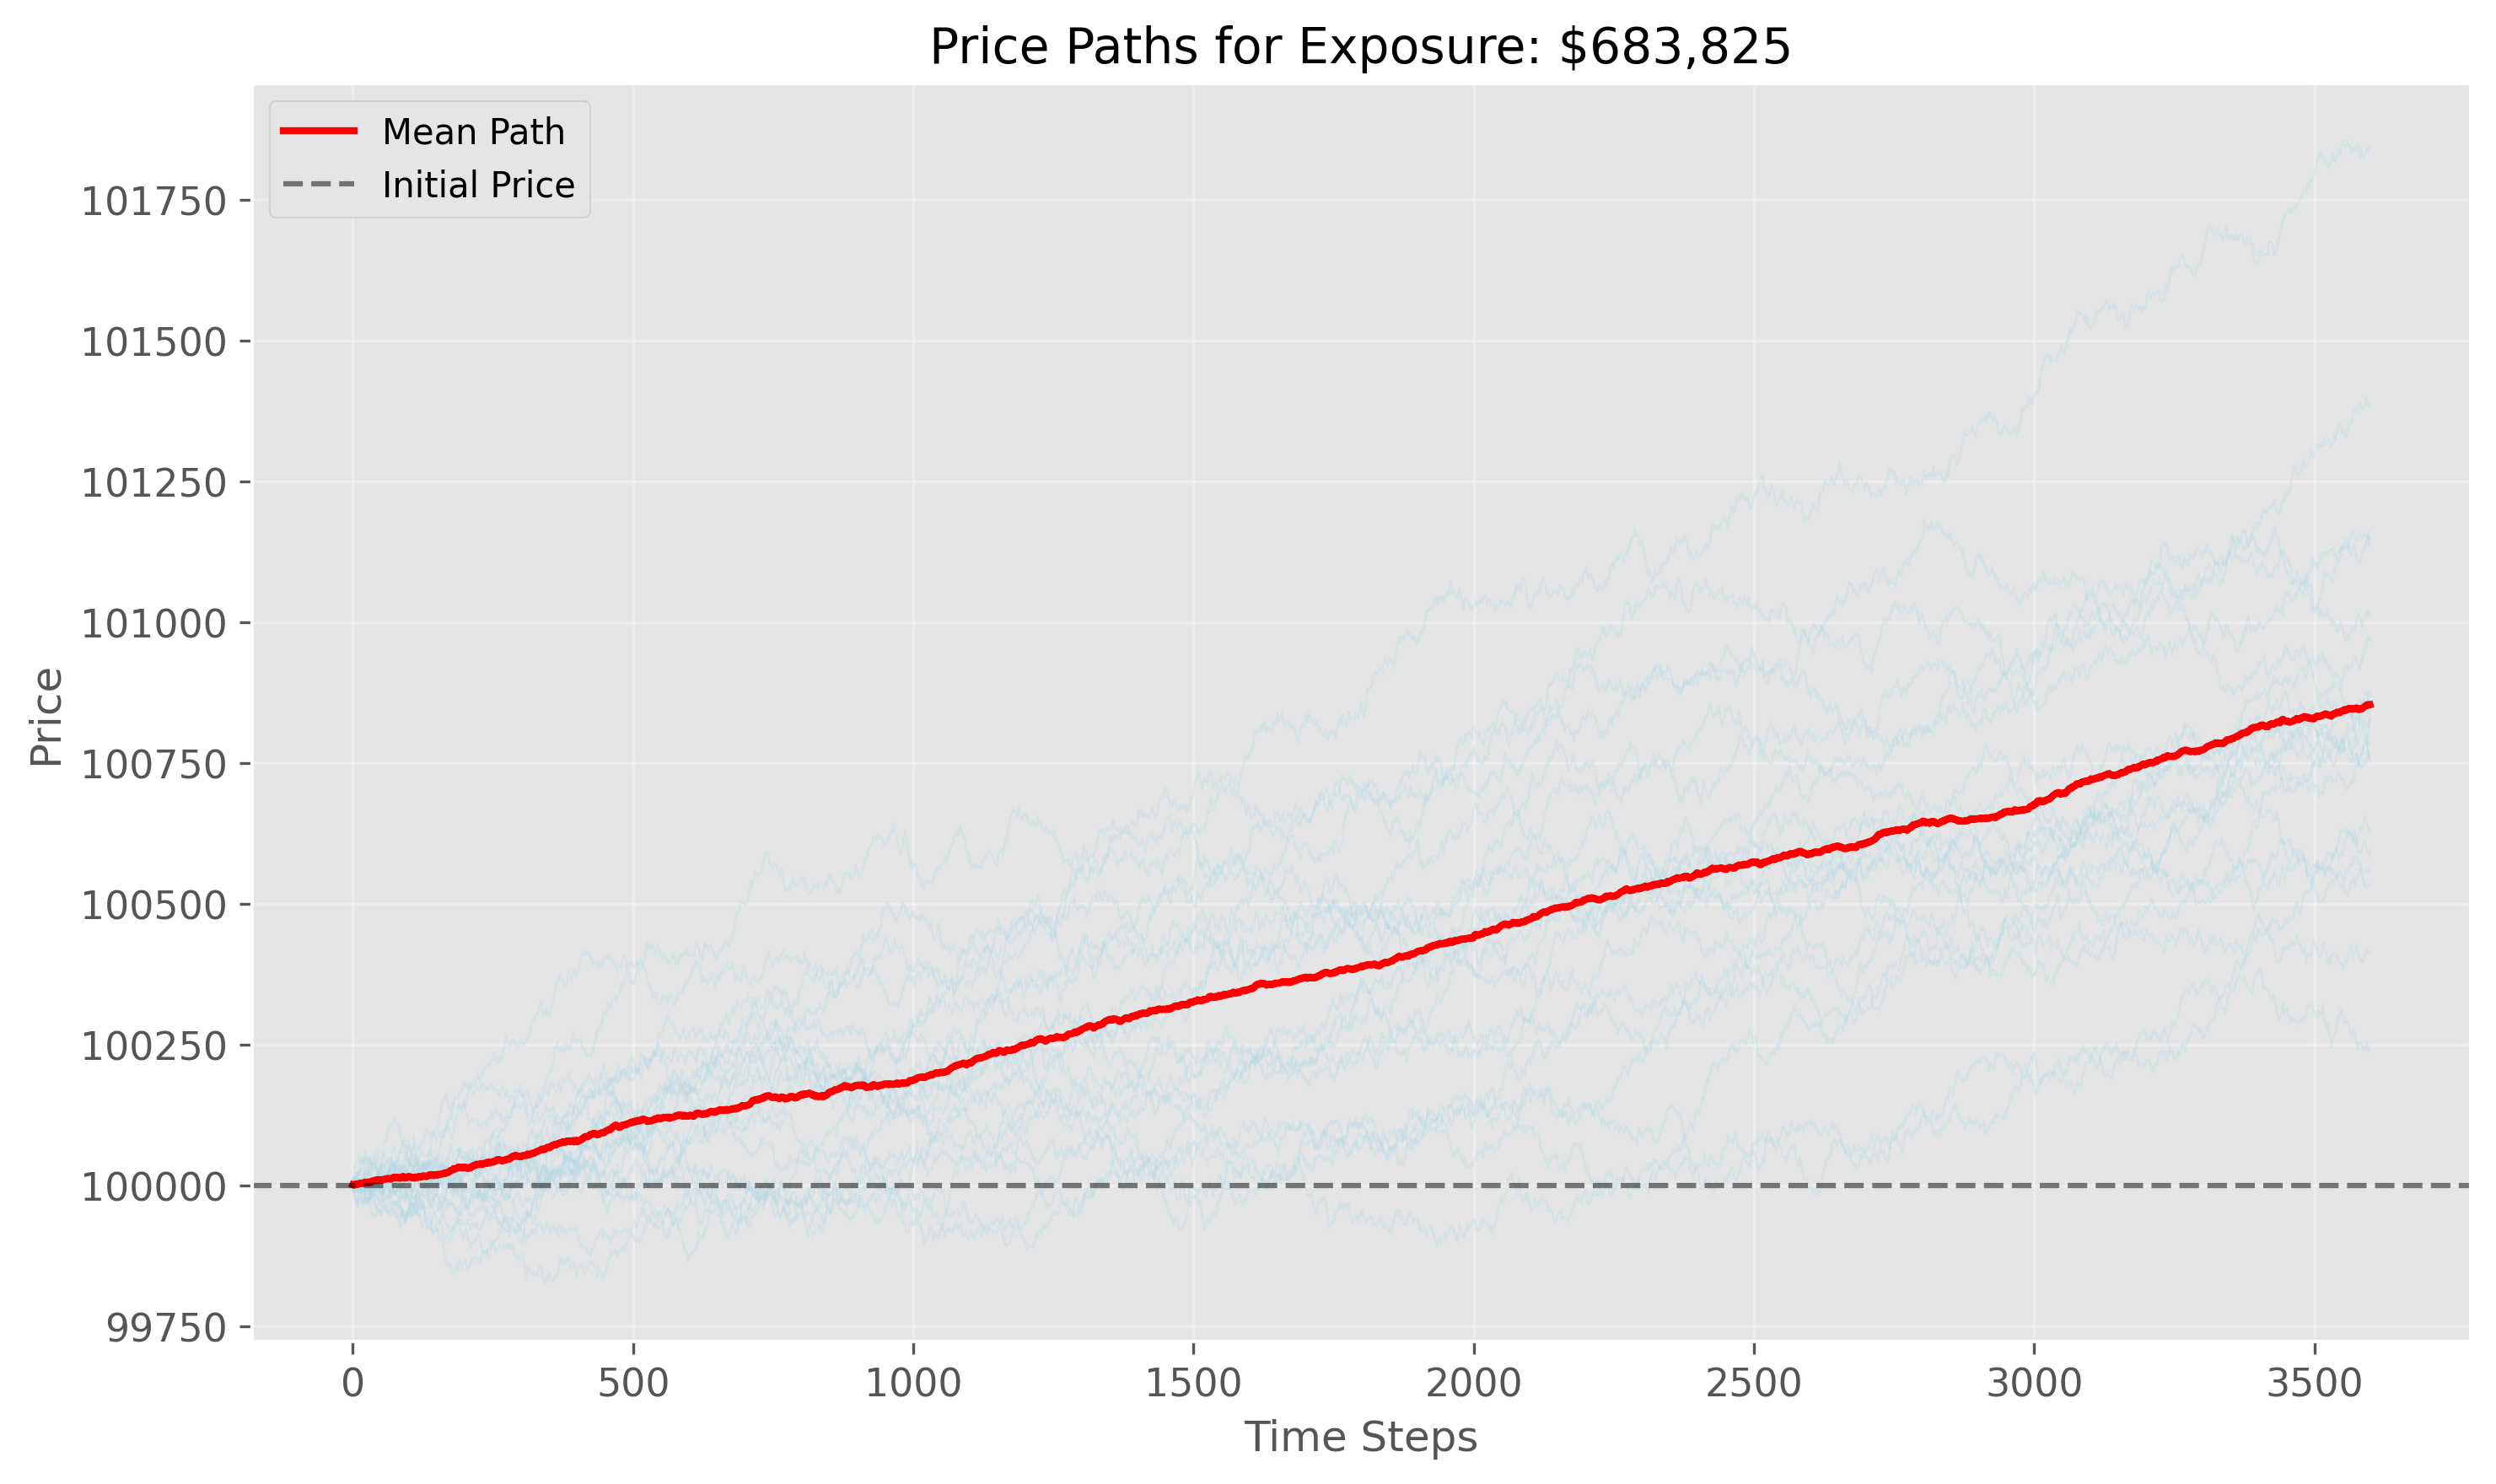 Price Paths for Exposure: $683,825
Mean Path
Initial Price
Price
101750
101500
101250
101000
100750
100500
100250
100000
99750
0 500 1000 1500 2000 2500 3000 3500
Time Steps